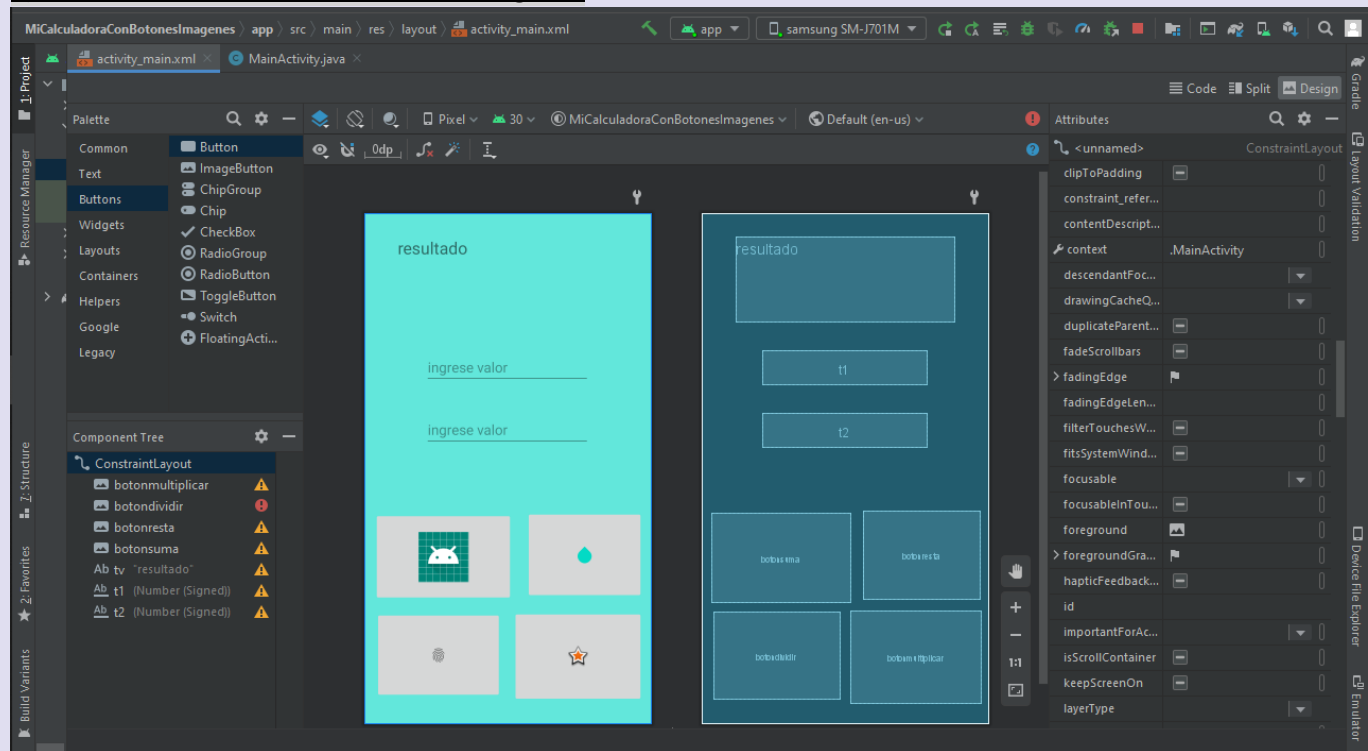 MiCalculadoraConBotonesImagenes 〉 app 〉 src 〉 main 〉 res 〉 layout 〉 activity_main.xml
app
samsung SM-J701M
activity_main.xml
MainActivity.java
Code
Split
Design
1: Project
Resource Manager
Z: Structure
2: Favorites
Build Variants
Palette
Pixel
30
MiCalculadoraConBotonesImagenes
Default (en-us)
0dp
Common
Text
Buttons
Widgets
Layouts
Containers
Helpers
Google
Legacy
Button
ImageButton
ChipGroup
Chip
CheckBox
RadioGroup
RadioButton
ToggleButton
Switch
FloatingActi...
Component Tree
ConstraintLayout
botonmultiplicar
botondividir
botonresta
botonsuma
Ab tv "resultado"
Ab t1 (Number (Signed))
Ab t2 (Number (Signed))
resultado
ingrese valor
ingrese valor
resultado
t1
t2
botonsuma
botonresta
botondividir
botonmultiplicar
1:1
Attributes
<unnamed> ConstraintLayout
clipToPadding
constraint_refer...
contentDescript...
context .MainActivity
descendantFoc...
drawingCacheQ...
duplicateParent...
fadeScrollbars
fadingEdge
fadingEdgeLen...
filterTouchesW...
fitsSystemWind...
focusable
focusableInTou...
foreground
foregroundGra...
hapticFeedback...
id
importantForAc...
isScrollContainer
keepScreenOn
layerType
Gradle
Layout Validation
Device File Explorer
Emulator